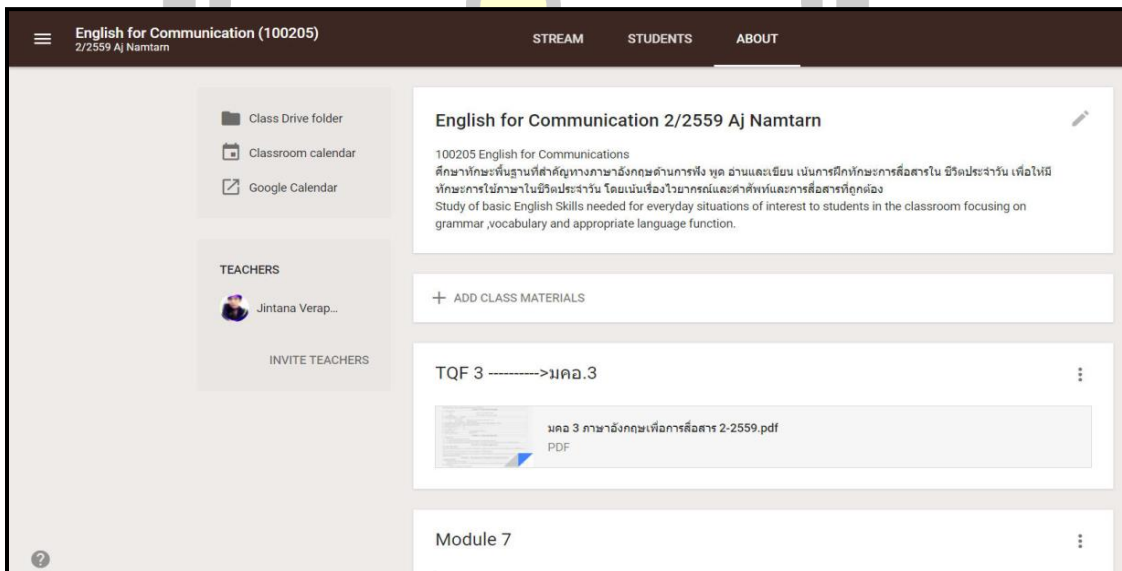 English for Communication (100205)
2/2559 Aj Namtarn
STREAM
STUDENTS
ABOUT
Class Drive folder
Classroom calendar
Google Calendar
TEACHERS
Jintana Verap...
INVITE TEACHERS
English for Communication 2/2559 Aj Namtarn
100205 English for Communications
ศึกษาทักษะพื้นฐานที่สำคัญทางภาษาอังกฤษด้านการฟัง พูด อ่านและเขียน เน้นการฝึกทักษะการสื่อสารใน ชีวิตประจำวัน เพื่อให้มี
ทักษะการใช้ภาษาในชีวิตประจำวัน โดยเน้นเรื่องไวยากรณ์และคำศัพท์และการสื่อสารที่ถูกต้อง
Study of basic English Skills needed for everyday situations of interest to students in the classroom focusing on
grammar ,vocabulary and appropriate language function.
+ ADD CLASS MATERIALS
TQF 3 ---------->มคอ.3
มคอ 3 ภาษาอังกฤษเพื่อการสื่อสาร 2-2559.pdf
PDF
Module 7